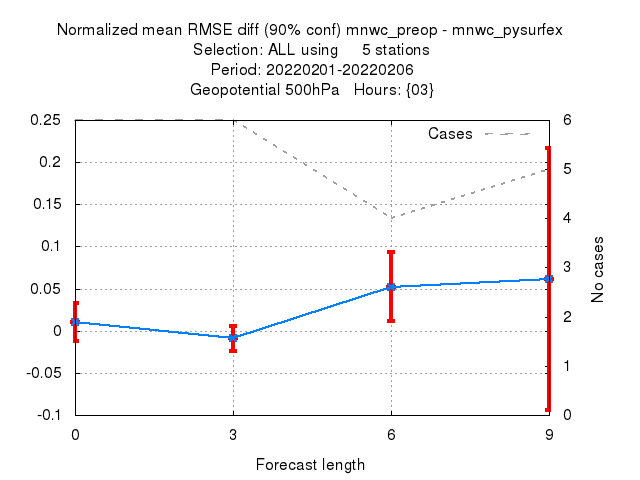 Normalized mean RMSE diff (90% conf) mnwc_preop - mnwc_pysurfex
Selection: ALL using 5 stations
Period: 20220201-20220206
Geopotential 500hPa Hours: {03}
Cases
0.25
0.2
0.15
0.1
0.05
0
-0.05
-0.1
6
5
4
3
2
1
0
No cases
0 3 6 9
Forecast length